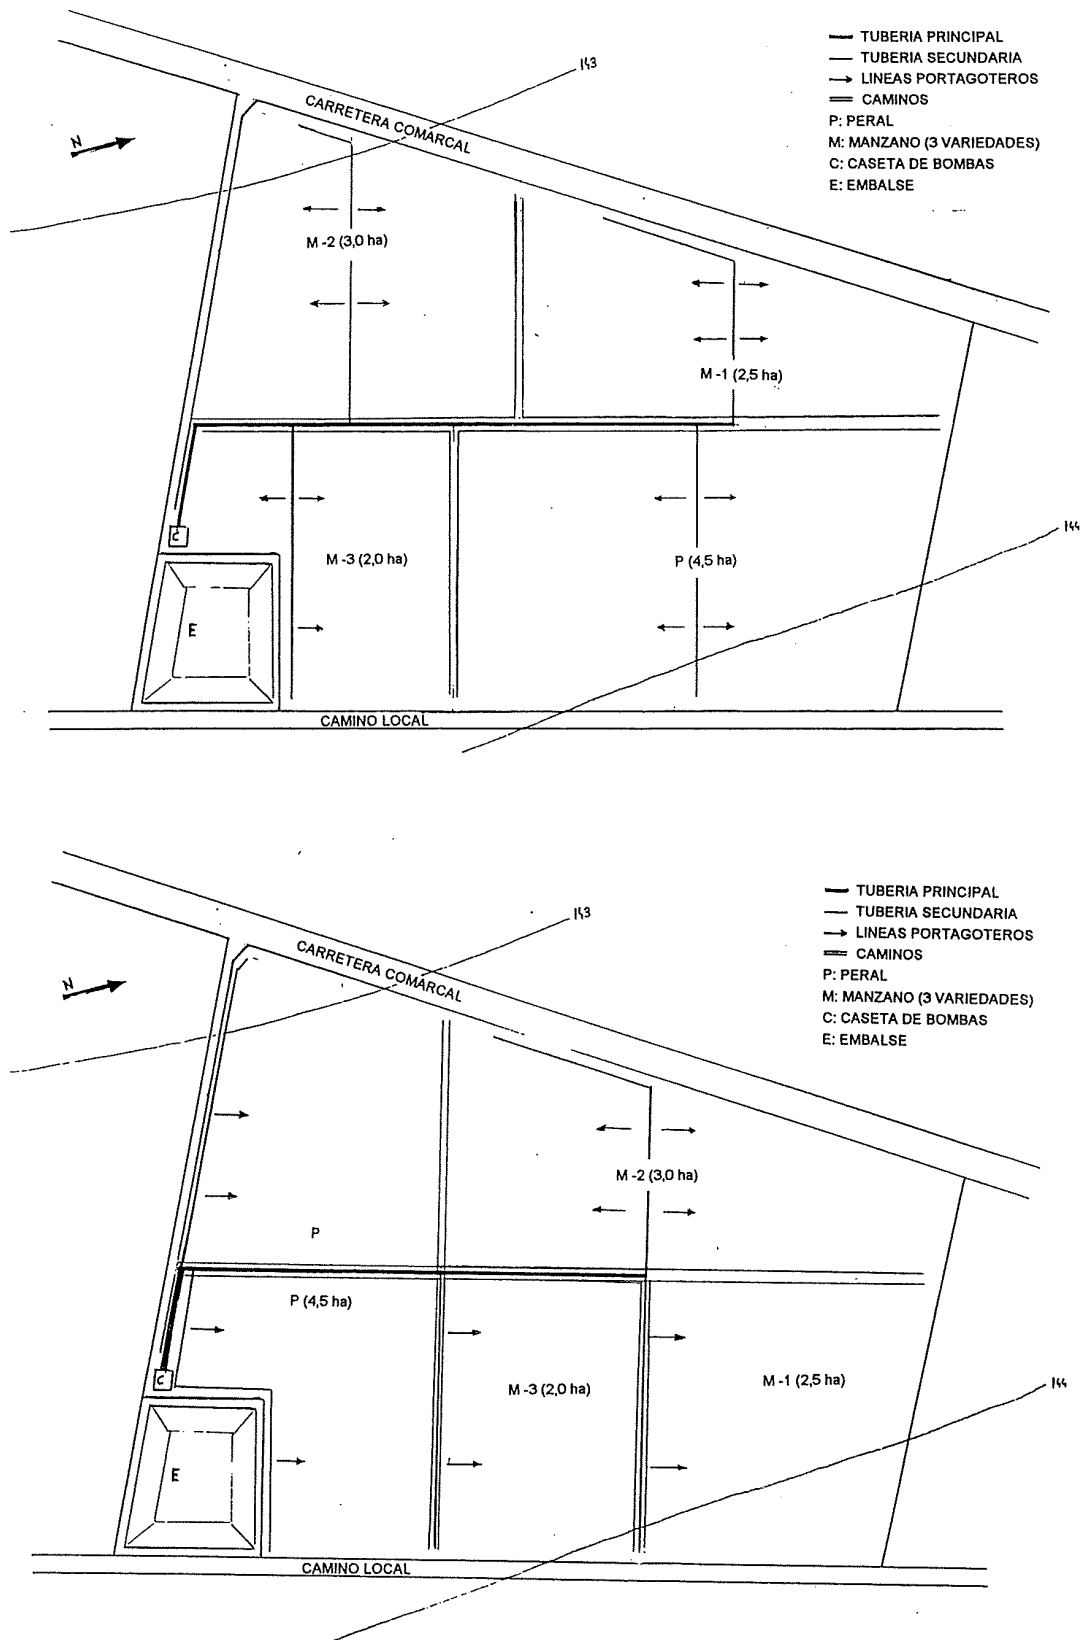 143
TUBERIA PRINCIPAL
TUBERIA SECUNDARIA
LINEAS PORTAGOTEROS
CAMINOS
P: PERAL
M: MANZANO (3 VARIEDADES)
C: CASETA DE BOMBAS
E: EMBALSE
CARRETERA COMARCAL
N
M -2 (3,0 ha)
M -1 (2,5 ha)
144
C
M -3 (2,0 ha)
P (4,5 ha)
E
CAMINO LOCAL
143
TUBERIA PRINCIPAL
TUBERIA SECUNDARIA
LINEAS PORTAGOTEROS
CAMINOS
P: PERAL
M: MANZANO (3 VARIEDADES)
C: CASETA DE BOMBAS
E: EMBALSE
CARRETERA COMARCAL
N
M -2 (3,0 ha)
P
P (4,5 ha)
C
M -3 (2,0 ha)
M -1 (2,5 ha)
144
E
CAMINO LOCAL